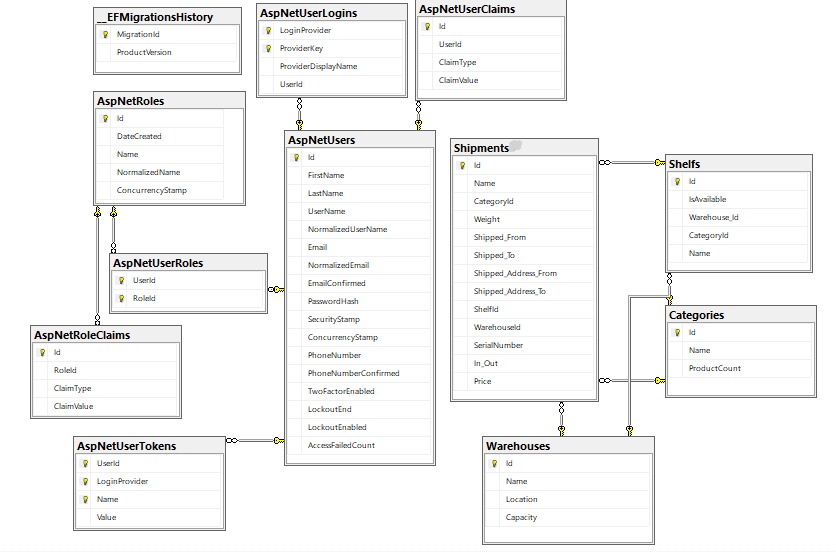 __EFMigrationsHistory
MigrationId
ProductVersion
AspNetUserLogins
LoginProvider
ProviderKey
ProviderDisplayName
UserId
AspNetUserClaims
Id
UserId
ClaimType
ClaimValue
AspNetRoles
Id
DateCreated
Name
NormalizedName
ConcurrencyStamp
AspNetUsers
Id
FirstName
LastName
UserName
NormalizedUserName
Email
NormalizedEmail
EmailConfirmed
PasswordHash
SecurityStamp
ConcurrencyStamp
PhoneNumber
PhoneNumberConfirmed
TwoFactorEnabled
LockoutEnd
LockoutEnabled
AccessFailedCount
Shipments
Id
Name
CategoryId
Weight
Shipped_From
Shipped_To
Shipped_Address_From
Shipped_Address_To
ShelfId
WarehouseId
SerialNumber
In_Out
Price
Shelfs
Id
IsAvailable
Warehouse_Id
CategoryId
Name
AspNetUserRoles
UserId
RoleId
Categories
Id
Name
ProductCount
AspNetRoleClaims
Id
RoleId
ClaimType
ClaimValue
AspNetUserTokens
UserId
LoginProvider
Name
Value
Warehouses
Id
Name
Location
Capacity